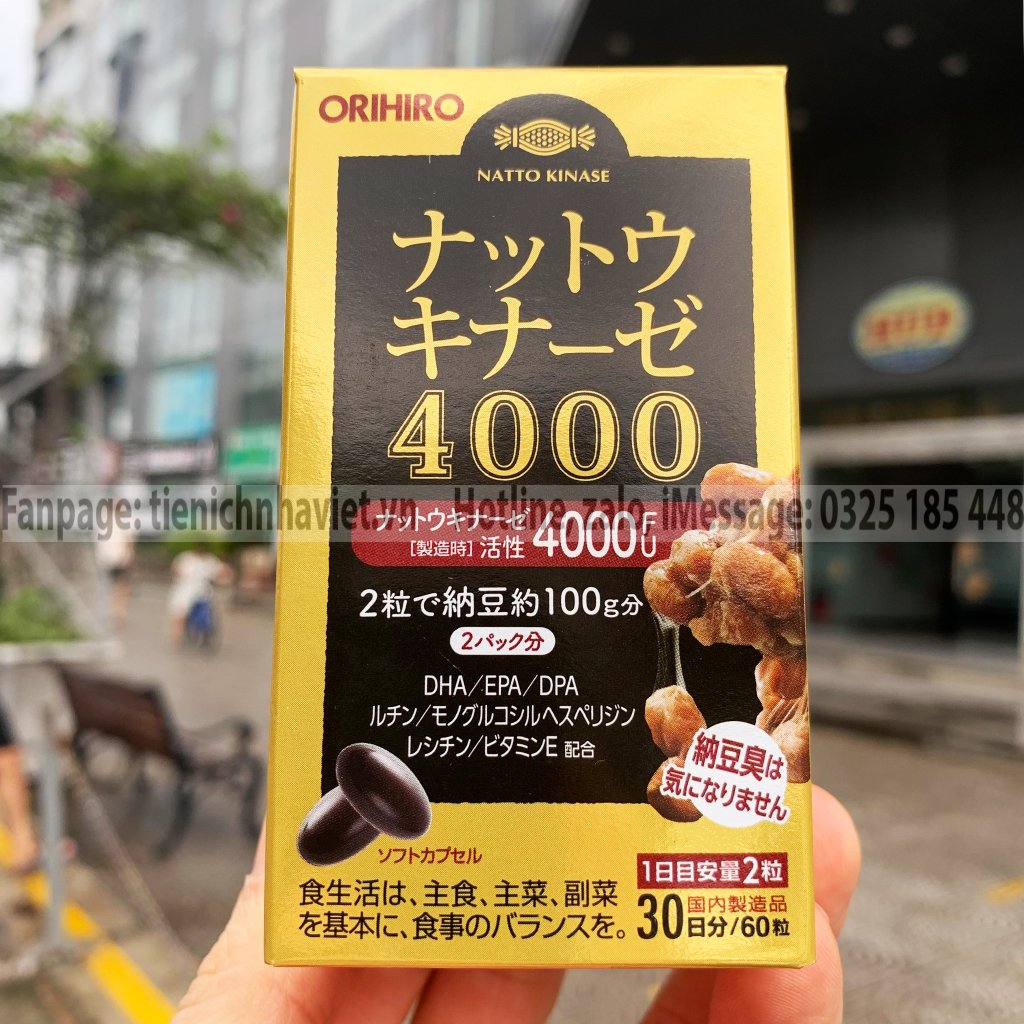 ORIHIRO
NATTO KINASE
ナットウ
キナーゼ
4000
Fanpage: tienichnhaviet.vn - Hotline, zalo, iMessage: 0325 185 448
ナットウキナーゼ
[製造時] 活性 4000FU
2粒で納豆約100g分
2パック分
DHA/EPA/DPA
ルチン/モノグルコシルヘスペリジン
レシチン/ビタミンE 配合
納豆臭は
気になりません
ソフトカプセル
1日目安量2粒
食生活は、主食、主菜、副菜
を基本に、食事のバランスを。
国内製造品
30日分/60粒